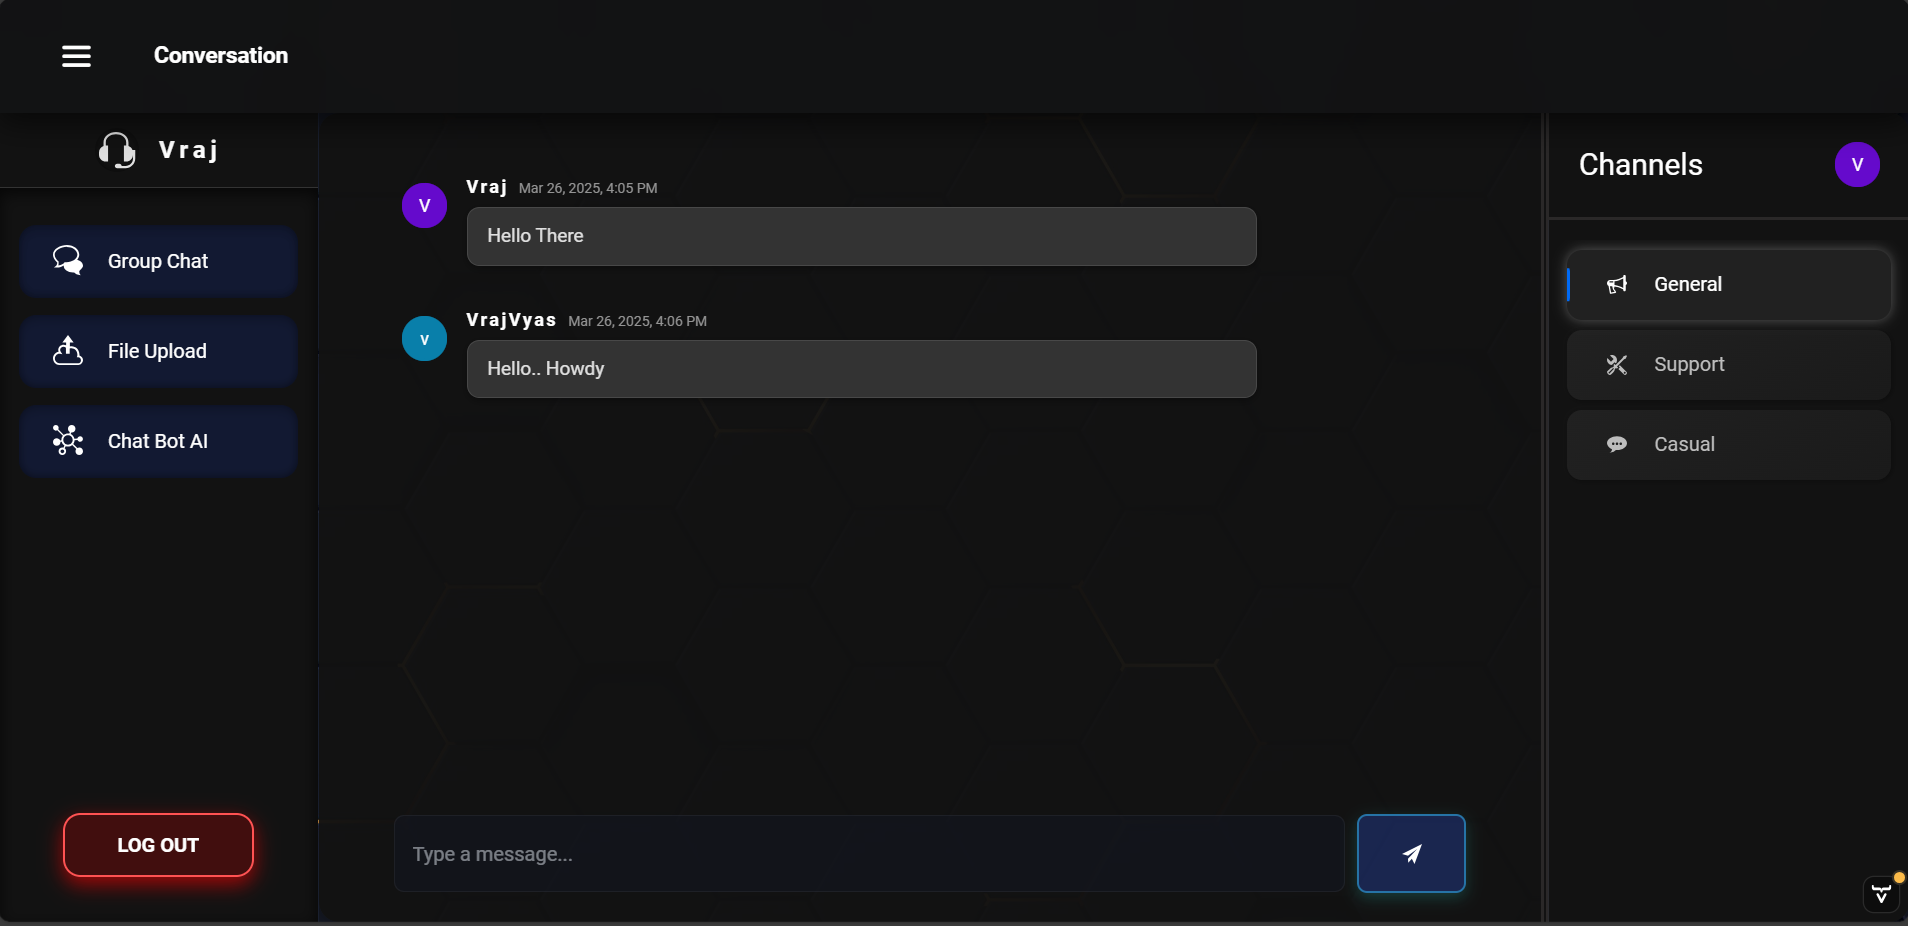 Conversation
Vraj
Group Chat
File Upload
Chat Bot AI
LOG OUT
V
Vraj Mar 26, 2025, 4:05 PM
Hello There
v
VrajVyas Mar 26, 2025, 4:06 PM
Hello.. Howdy
Type a message...
Channels
V
General
Support
Casual